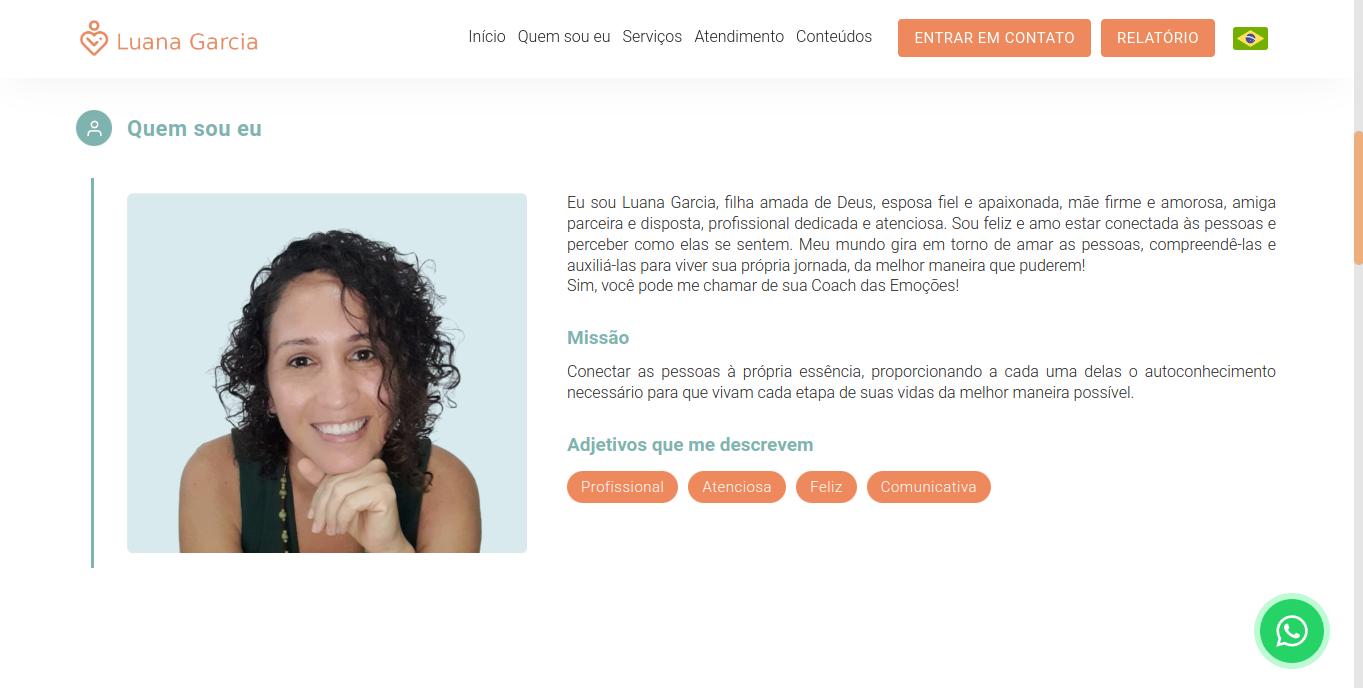 Luana Garcia
Início Quem sou eu Serviços Atendimento Conteúdos
ENTRAR EM CONTATO
RELATÓRIO
Quem sou eu
Eu sou Luana Garcia, filha amada de Deus, esposa fiel e apaixonada, mãe firme e amorosa, amiga
parceira e disposta, profissional dedicada e atenciosa. Sou feliz e amo estar conectada às pessoas e
perceber como elas se sentem. Meu mundo gira em torno de amar as pessoas, compreendê-las e
auxiliá-las para viver sua própria jornada, da melhor maneira que puderem!
Sim, você pode me chamar de sua Coach das Emoções!
Missão
Conectar as pessoas à própria essência, proporcionando a cada uma delas o autoconhecimento
necessário para que vivam cada etapa de suas vidas da melhor maneira possível.
Adjetivos que me descrevem
Profissional Atenciosa Feliz Comunicativa